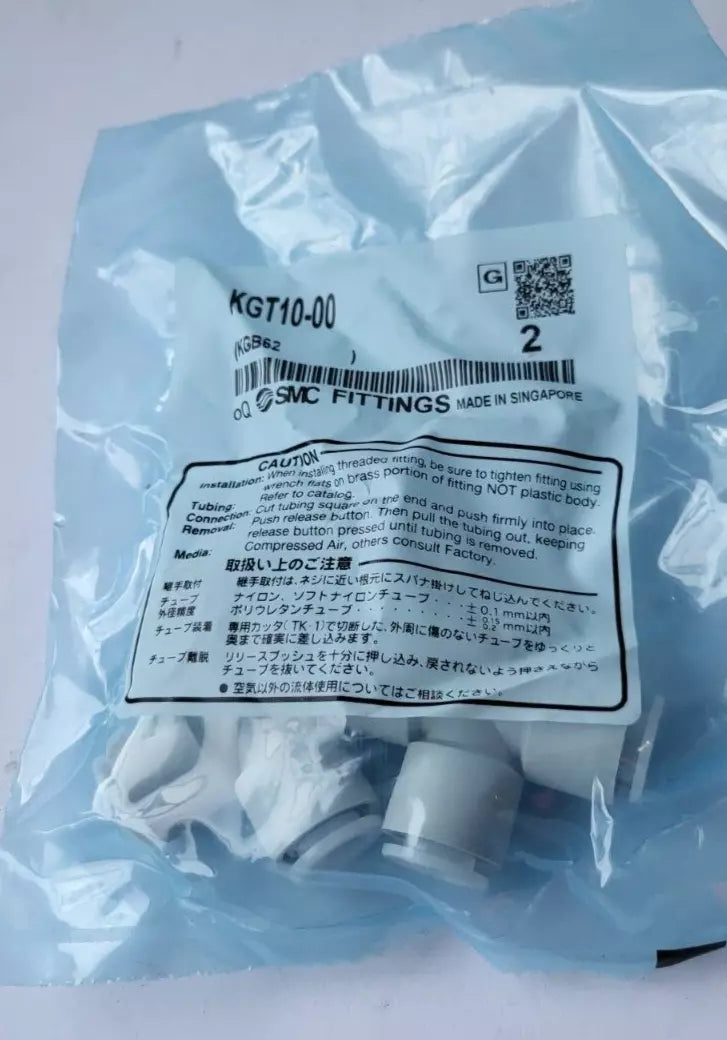 G
KGT10-00
(KGB62 )
2
oQ SMC FITTINGS MADE IN SINGAPORE
CAUTION
Installation: When installing threaded fitting, be sure to tighten fitting using
wrench flats on brass portion of fitting NOT plastic body.
Refer to catalog.
Tubing: Cut tubing square on the end and push firmly into place.
Connection: Push release button. Then pull the tubing out, keeping
Removal: release button pressed until tubing is removed.
Media: Compressed Air, others consult Factory.
取扱い上のご注意
継手取付 継手取付は、ネジに近い根元にスパナ掛けしてねじ込んでください。
チューブ ナイロン、ソフトナイロンチューブ・・・± 0.1 mm以内
外径精度 ポリウレタンチューブ・・・・・・・・・・± 0.15 0.2 mm以内
チューブ装着 専用カッタ( TK-1)で切断した、外周に傷のないチューブをゆっくりと
奥まで確実に差し込みます。
チューブ離脱 リリースブッシュを十分に押し込み、戻されないよう押さえながら
チューブを抜いてください。
● 空気以外の流体使用についてはご相談ください。